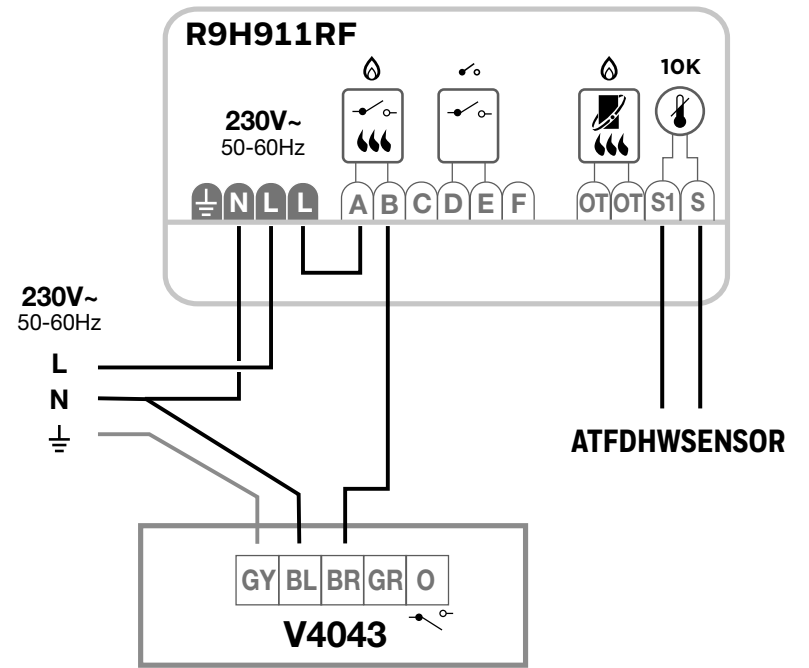 R9H911RF
10K
230V~
50-60Hz
N L L A B C D E F OT OT S1 S
230V~
50-60Hz
L
N
ATFDHWSENSOR
GY BL BR GR O
V4043